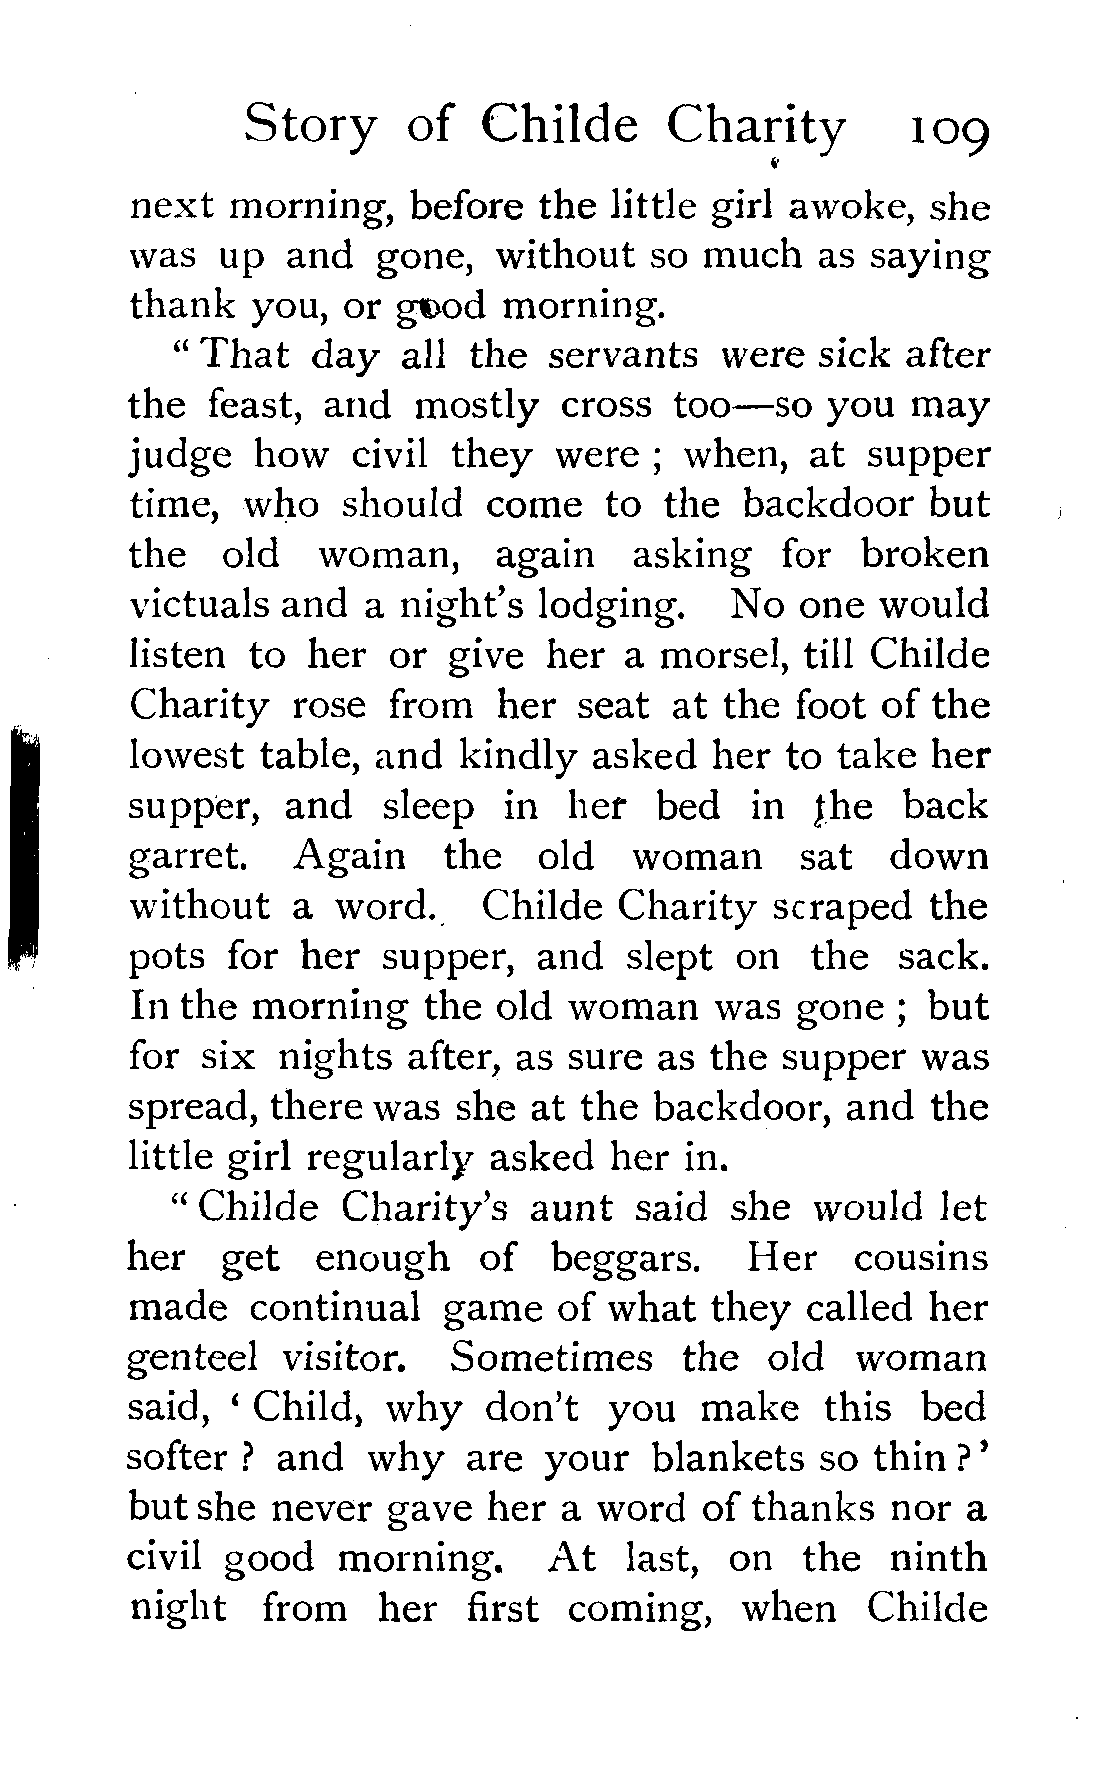 Story of Childe Charity 109
next morning, before the little girl awoke, she
was up and gone, without so much as saying
thank you, or good morning.
“ That day all the servants were sick after
the feast, and mostly cross too—so you may
judge how civil they were ; when, at supper
time, who should come to the backdoor but
the old woman, again asking for broken
victuals and a night’s lodging. No one would
listen to her or give her a morsel, till Childe
Charity rose from her seat at the foot of the
lowest table, and kindly asked her to take her
supper, and sleep in her bed in the back
garret. Again the old woman sat down
without a word. Childe Charity scraped the
pots for her supper, and slept on the sack.
In the morning the old woman was gone ; but
for six nights after, as sure as the supper was
spread, there was she at the backdoor, and the
little girl regularly asked her in.
“ Childe Charity’s aunt said she would let
her get enough of beggars. Her cousins
made continual game of what they called her
genteel visitor. Sometimes the old woman
said, ‘ Child, why don’t you make this bed
softer ? and why are your blankets so thin ? ’
but she never gave her a word of thanks nor a
civil good morning. At last, on the ninth
night from her first coming, when Childe